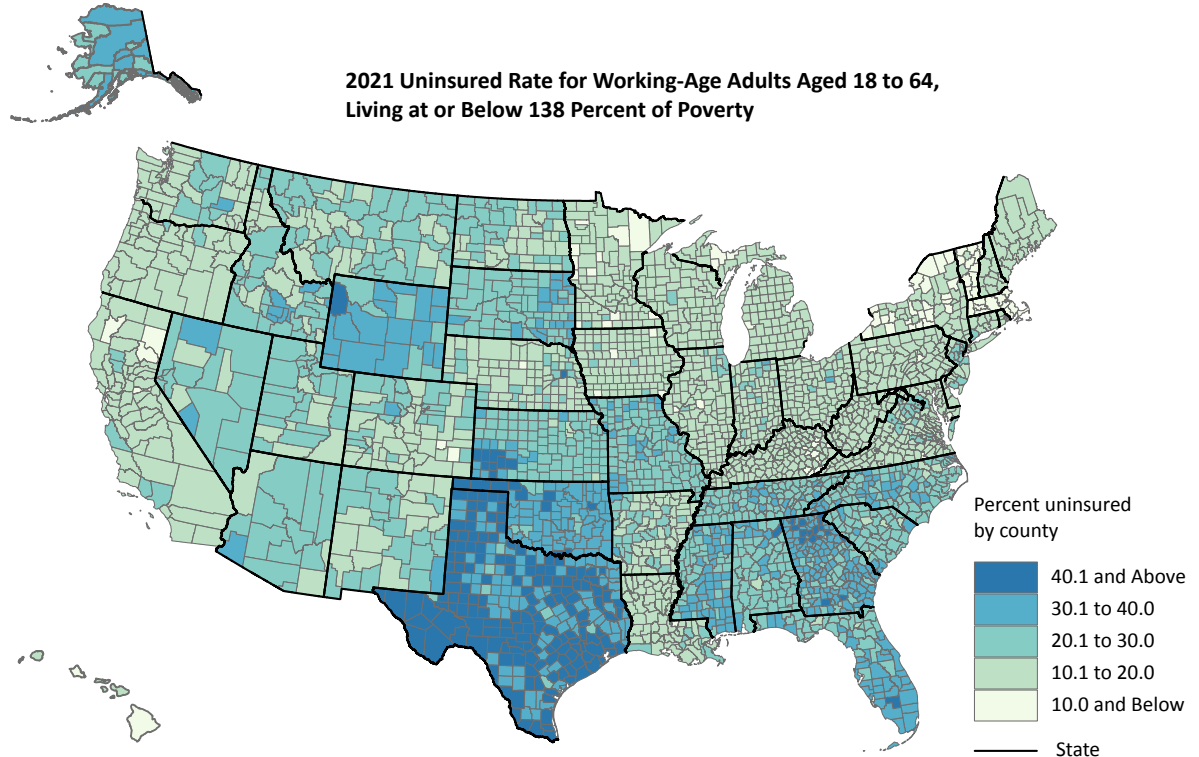 2021 Uninsured Rate for Working-Age Adults Aged 18 to 64,
Living at or Below 138 Percent of Poverty
Percent uninsured
by county
40.1 and Above
30.1 to 40.0
20.1 to 30.0
10.1 to 20.0
10.0 and Below
State